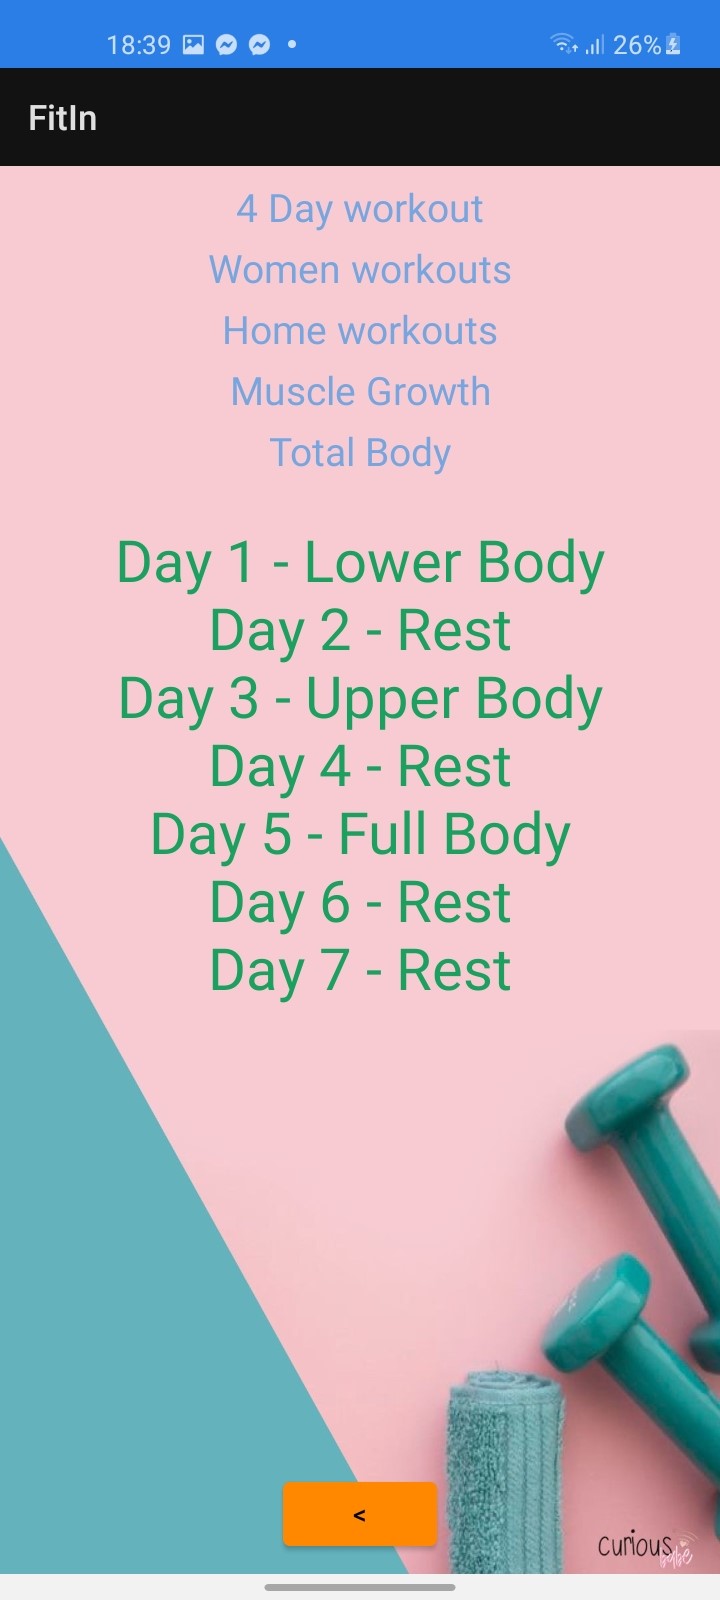 18:39
26%
FitIn
4 Day workout
Women workouts
Home workouts
Muscle Growth
Total Body
Day 1 - Lower Body
Day 2 - Rest
Day 3 - Upper Body
Day 4 - Rest
Day 5 - Full Body
Day 6 - Rest
Day 7 - Rest
<
curious
babe